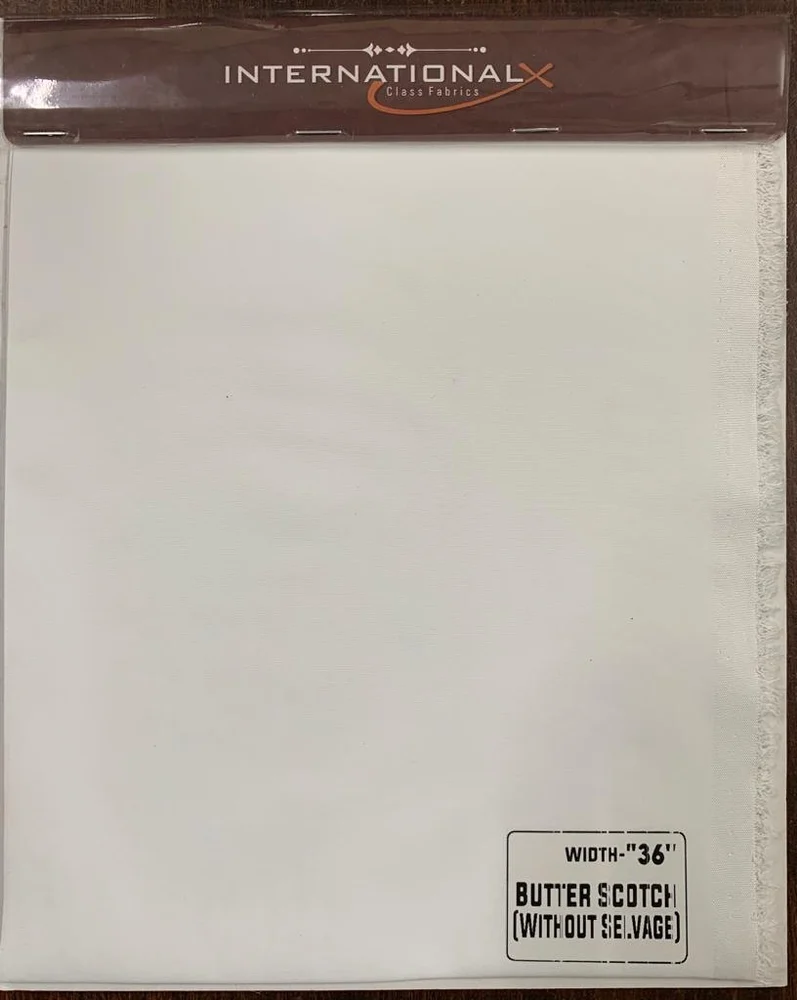 INTERNATIONALX
Class Fabrics
WIDTH-"36"
BUTTER SCOTCH
(WITHOUT SELVAGE)